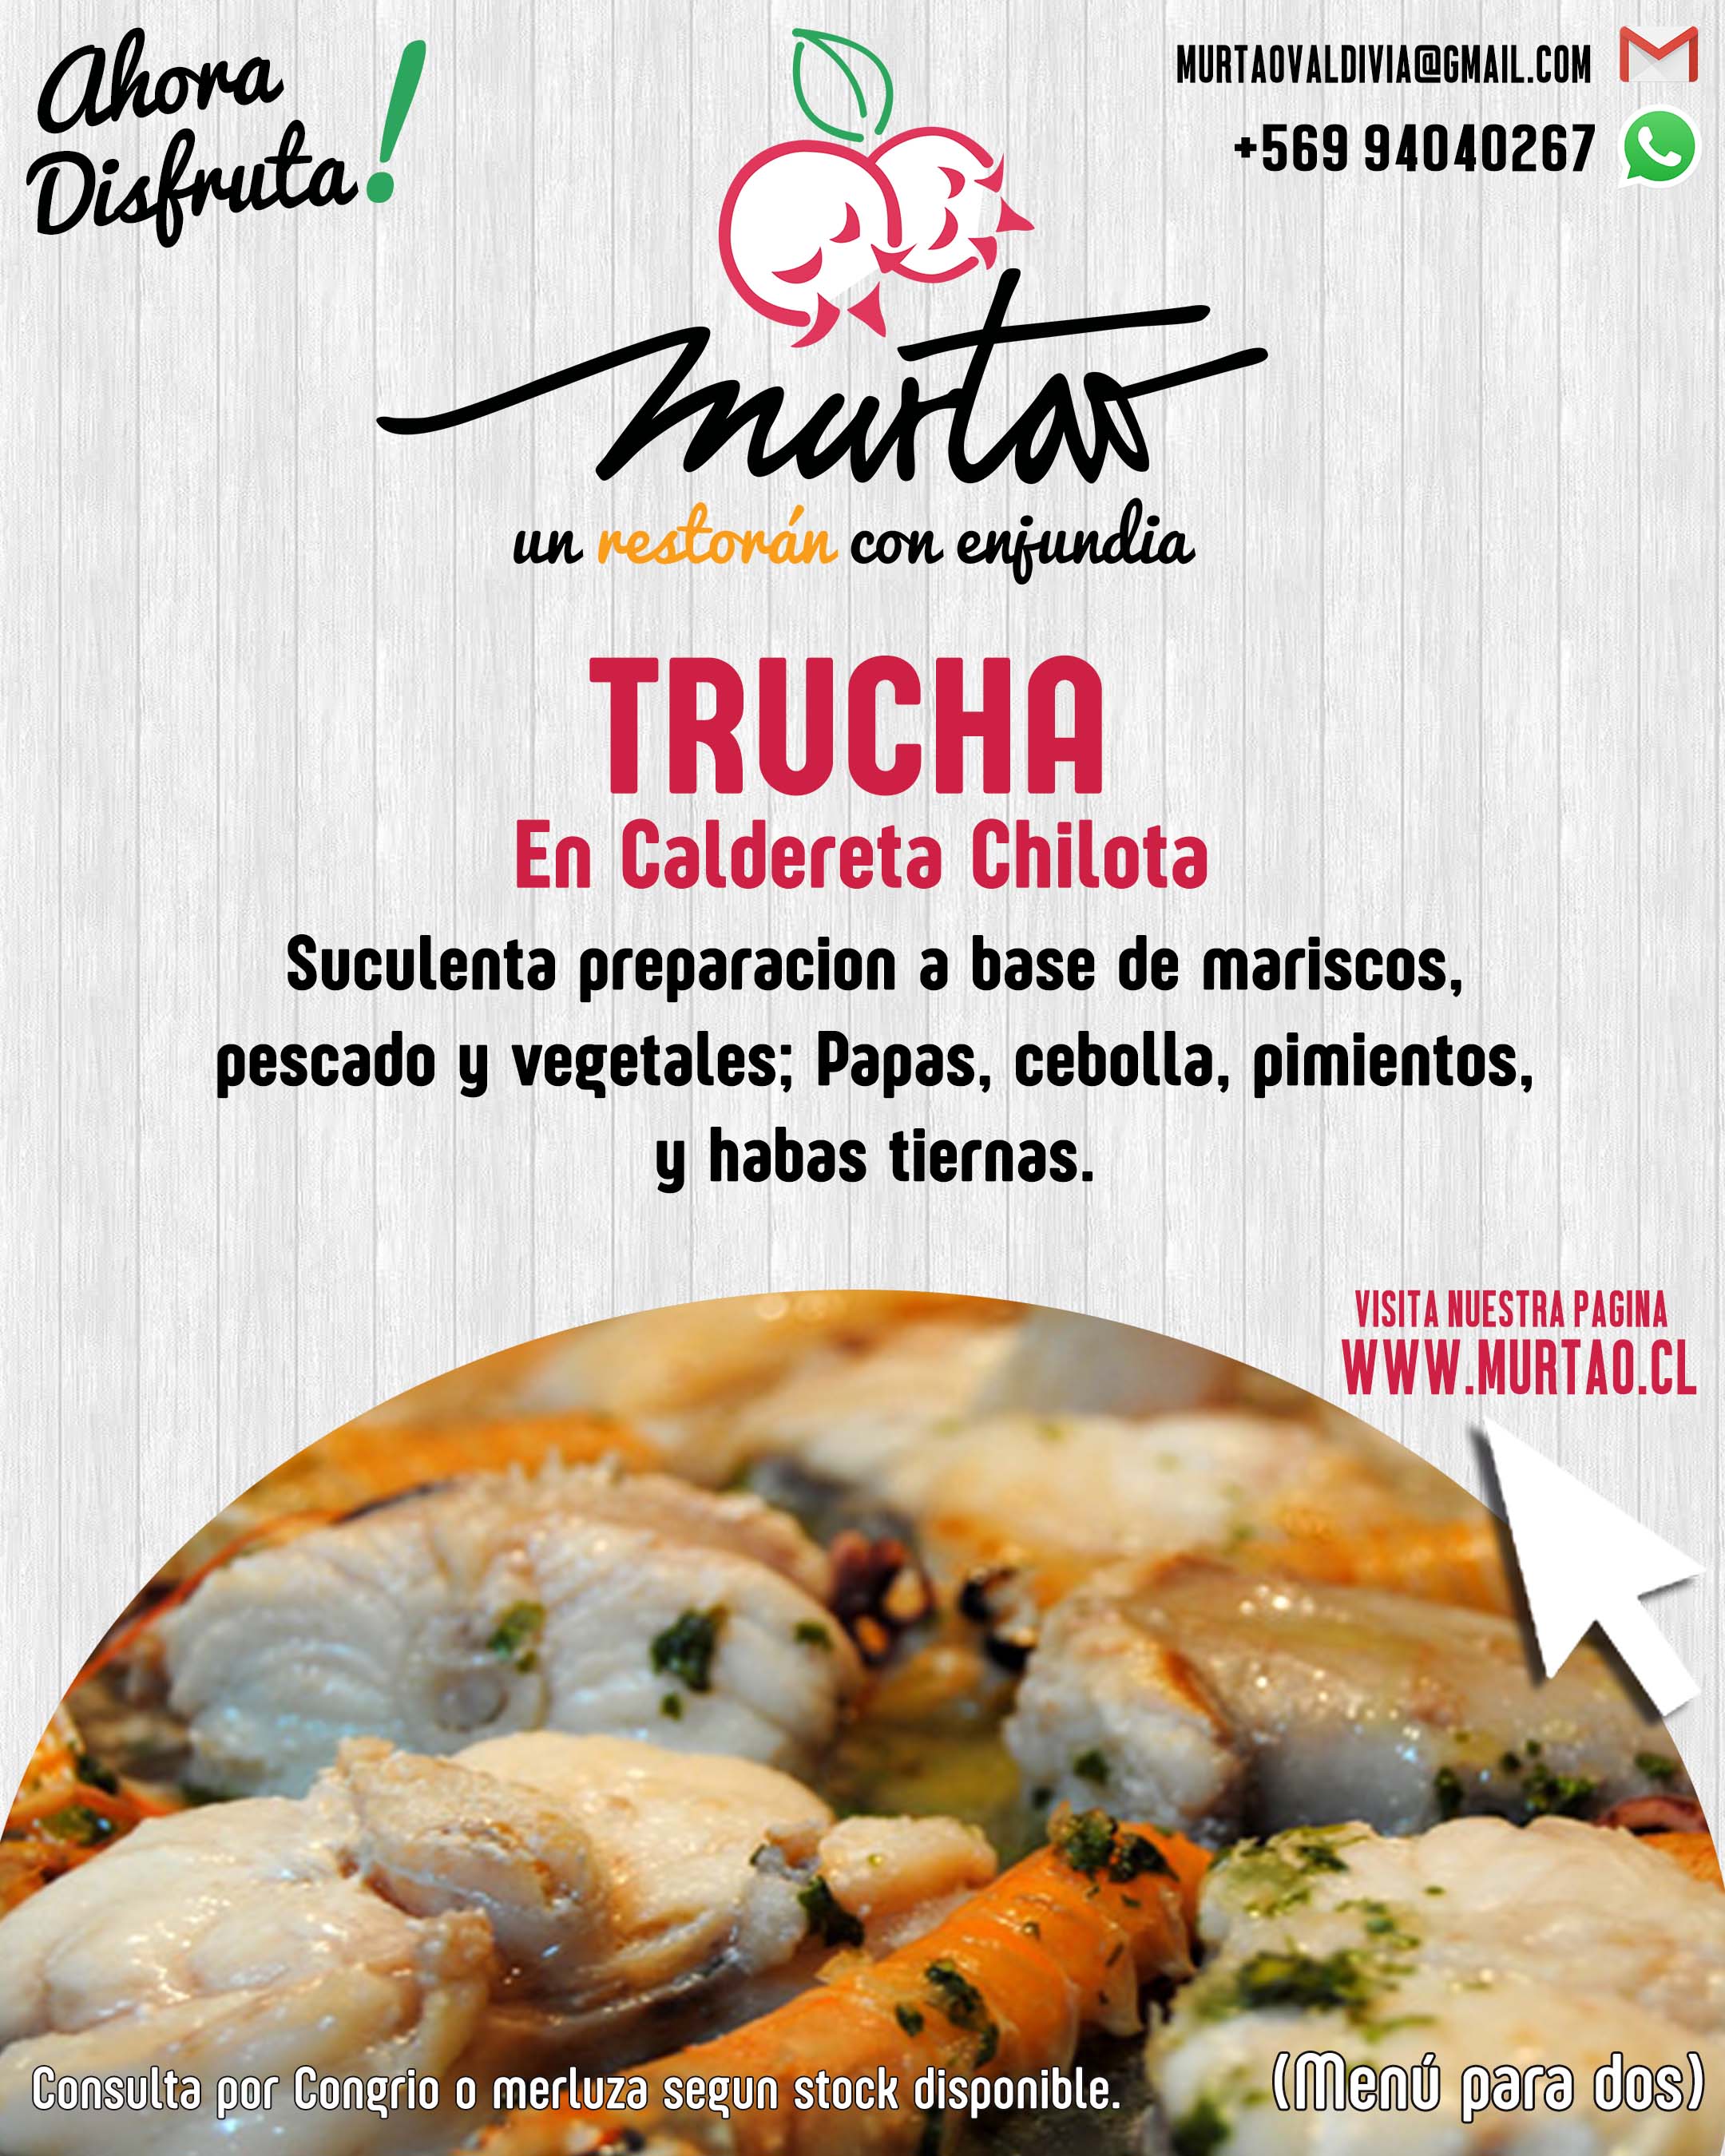 Ahora
Disfruta!
MURTAOVALDIVIA@GMAIL.COM
+569 94040267
murtao
un restorán con enjundia
TRUCHA
En Caldereta Chilota
Suculenta preparacion a base de mariscos,
pescado y vegetales; Papas, cebolla, pimientos,
y habas tiernas.
VISITA NUESTRA PAGINA
WWW.MURTAO.CL
Consulta por Congrio o merluza segun stock disponible.
(Menú para dos)